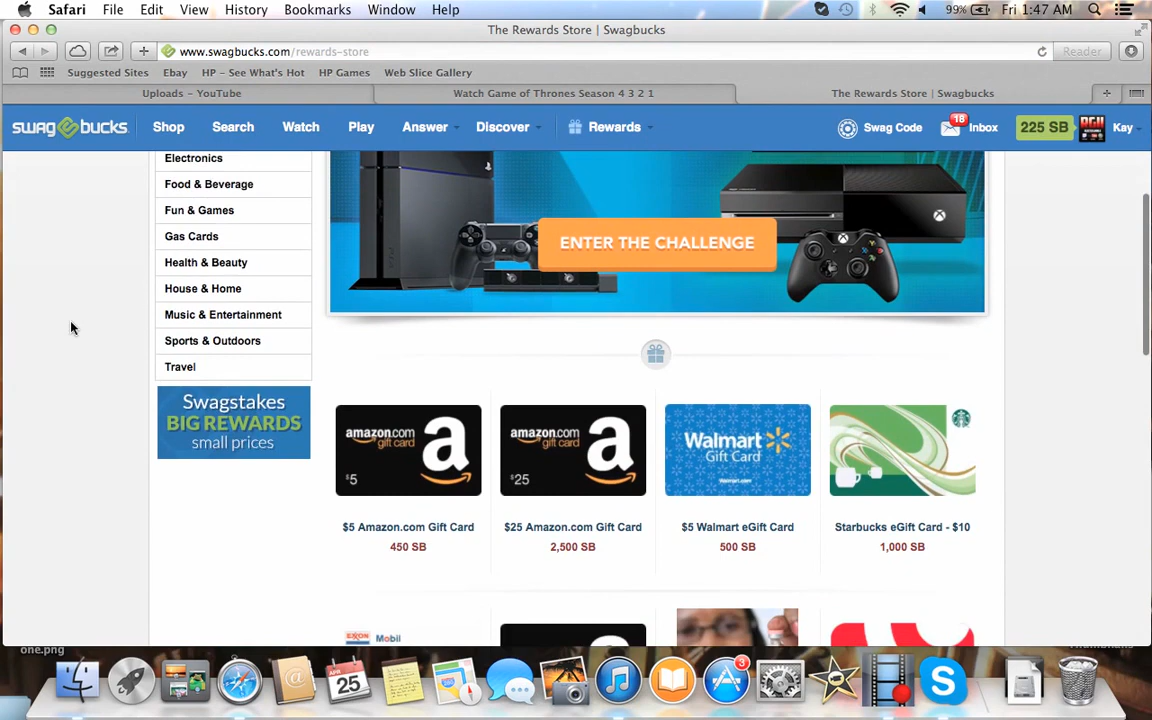 Safari File Edit View History Bookmarks Window Help 99% Fri 1:47 AM
The Rewards Store | Swagbucks
www.swagbucks.com/rewards-store Reader
Suggested Sites Ebay HP – See What's Hot HP Games Web Slice Gallery
Uploads – YouTube Watch Game of Thrones Season 4 3 2 1 The Rewards Store | Swagbucks
swagbucks Shop Search Watch Play Answer Discover Rewards Swag Code 18 Inbox 225 SB Kay
Electronics
Food & Beverage
Fun & Games
Gas Cards
Health & Beauty
House & Home
Music & Entertainment
Sports & Outdoors
Travel
Swagstakes
BIG REWARDS
small prices
ENTER THE CHALLENGE
amazon.com
gift card
$5
amazon.com
gift card
$25
Walmart
Gift Card
Walmart.com
$5 Amazon.com Gift Card $25 Amazon.com Gift Card $5 Walmart eGift Card Starbucks eGift Card - $10
450 SB 2,500 SB 500 SB 1,000 SB
EXXON Mobil
one.png
APR
25
3